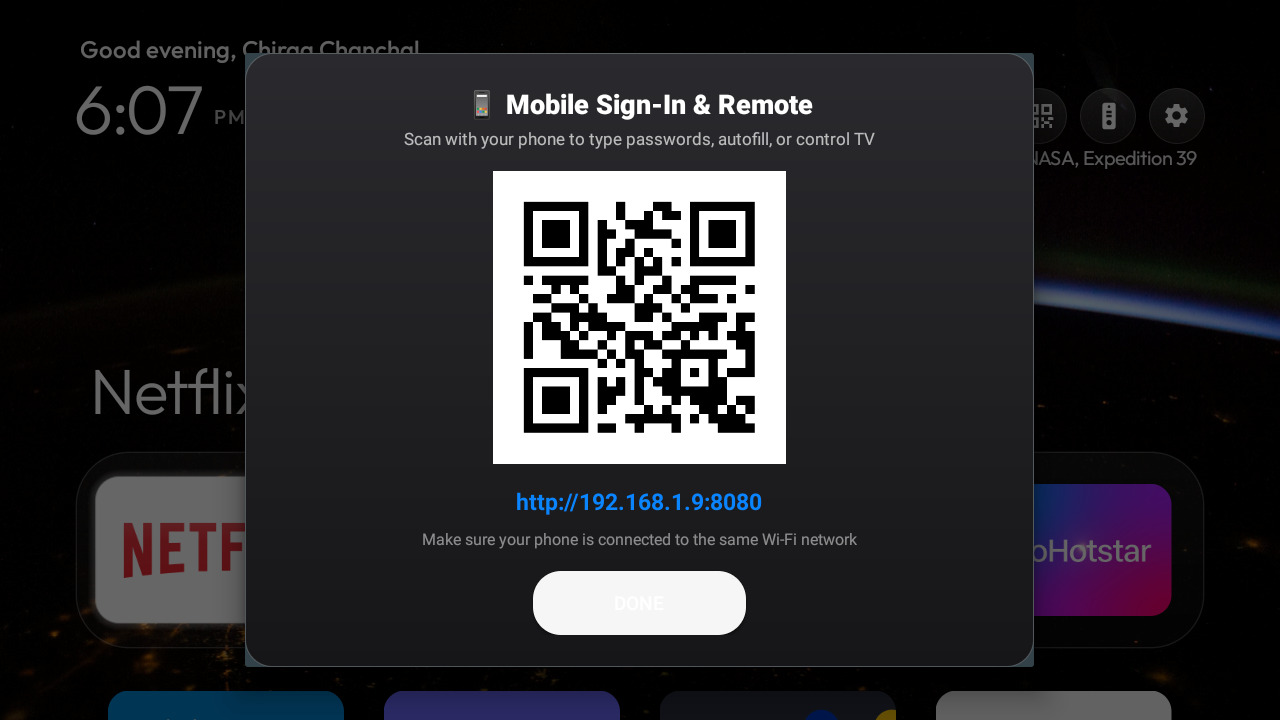 Good evening, Chirag Chanchal
6:07 PM
NASA, Expedition 39
📱 Mobile Sign-In & Remote
Scan with your phone to type passwords, autofill, or control TV
Netflix
NETF
oHotstar
http://192.168.1.9:8080
Make sure your phone is connected to the same Wi-Fi network
DONE